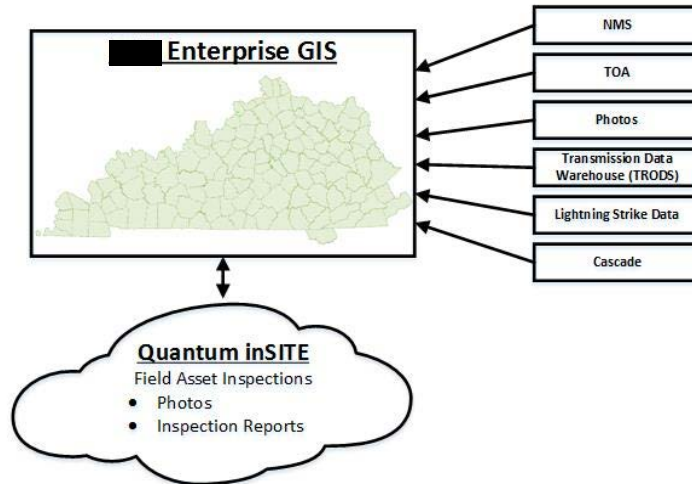 Enterprise GIS
NMS
TOA
Photos
Transmission Data
Warehouse (TRODS)
Lightning Strike Data
Cascade
Quantum inSITE
Field Asset Inspections
• Photos
• Inspection Reports